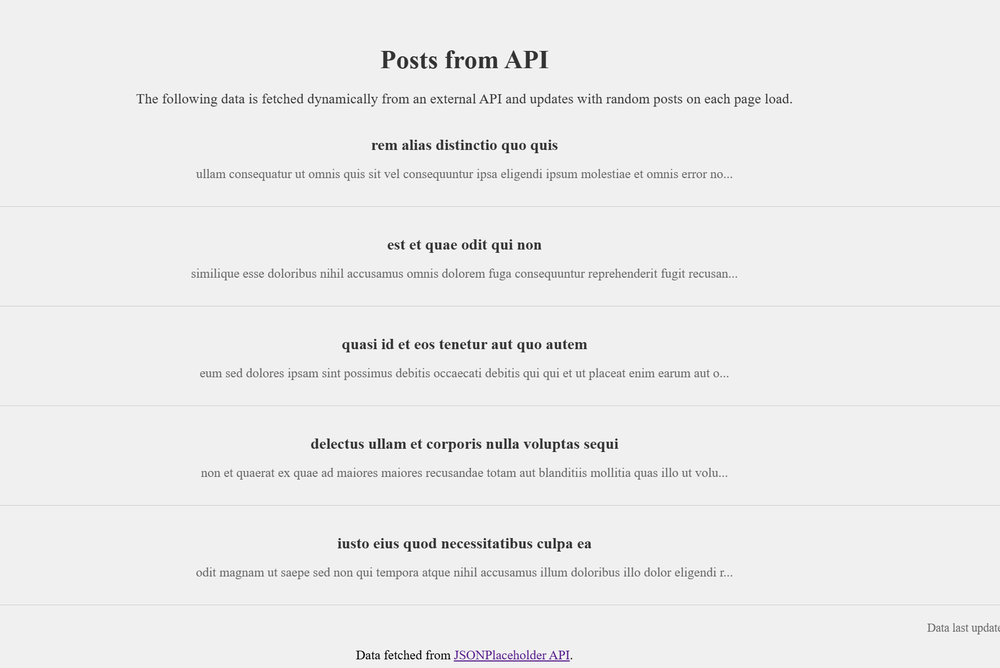 Posts from API
The following data is fetched dynamically from an external API and updates with random posts on each page load.
rem alias distinctio quo quis
ullam consequatur ut omnis quis sit vel consequuntur ipsa eligendi ipsum molestiae et omnis error no...
est et quae odit qui non
similique esse doloribus nihil accusamus omnis dolorem fuga consequuntur reprehenderit fugit recusan...
quasi id et eos tenetur aut quo autem
eum sed dolores ipsam sint possimus debitis occaecati debitis qui qui et ut placeat enim earum aut o...
delectus ullam et corporis nulla voluptas sequi
non et quaerat ex quae ad maiores maiores recusandae totam aut blanditiis mollitia quas illo ut volu...
iusto eius quod necessitatibus culpa ea
odit magnam ut saepe sed non qui tempora atque nihil accusamus illum doloribus illo dolor eligendi r...
Data last update
Data fetched from JSONPlaceholder API.